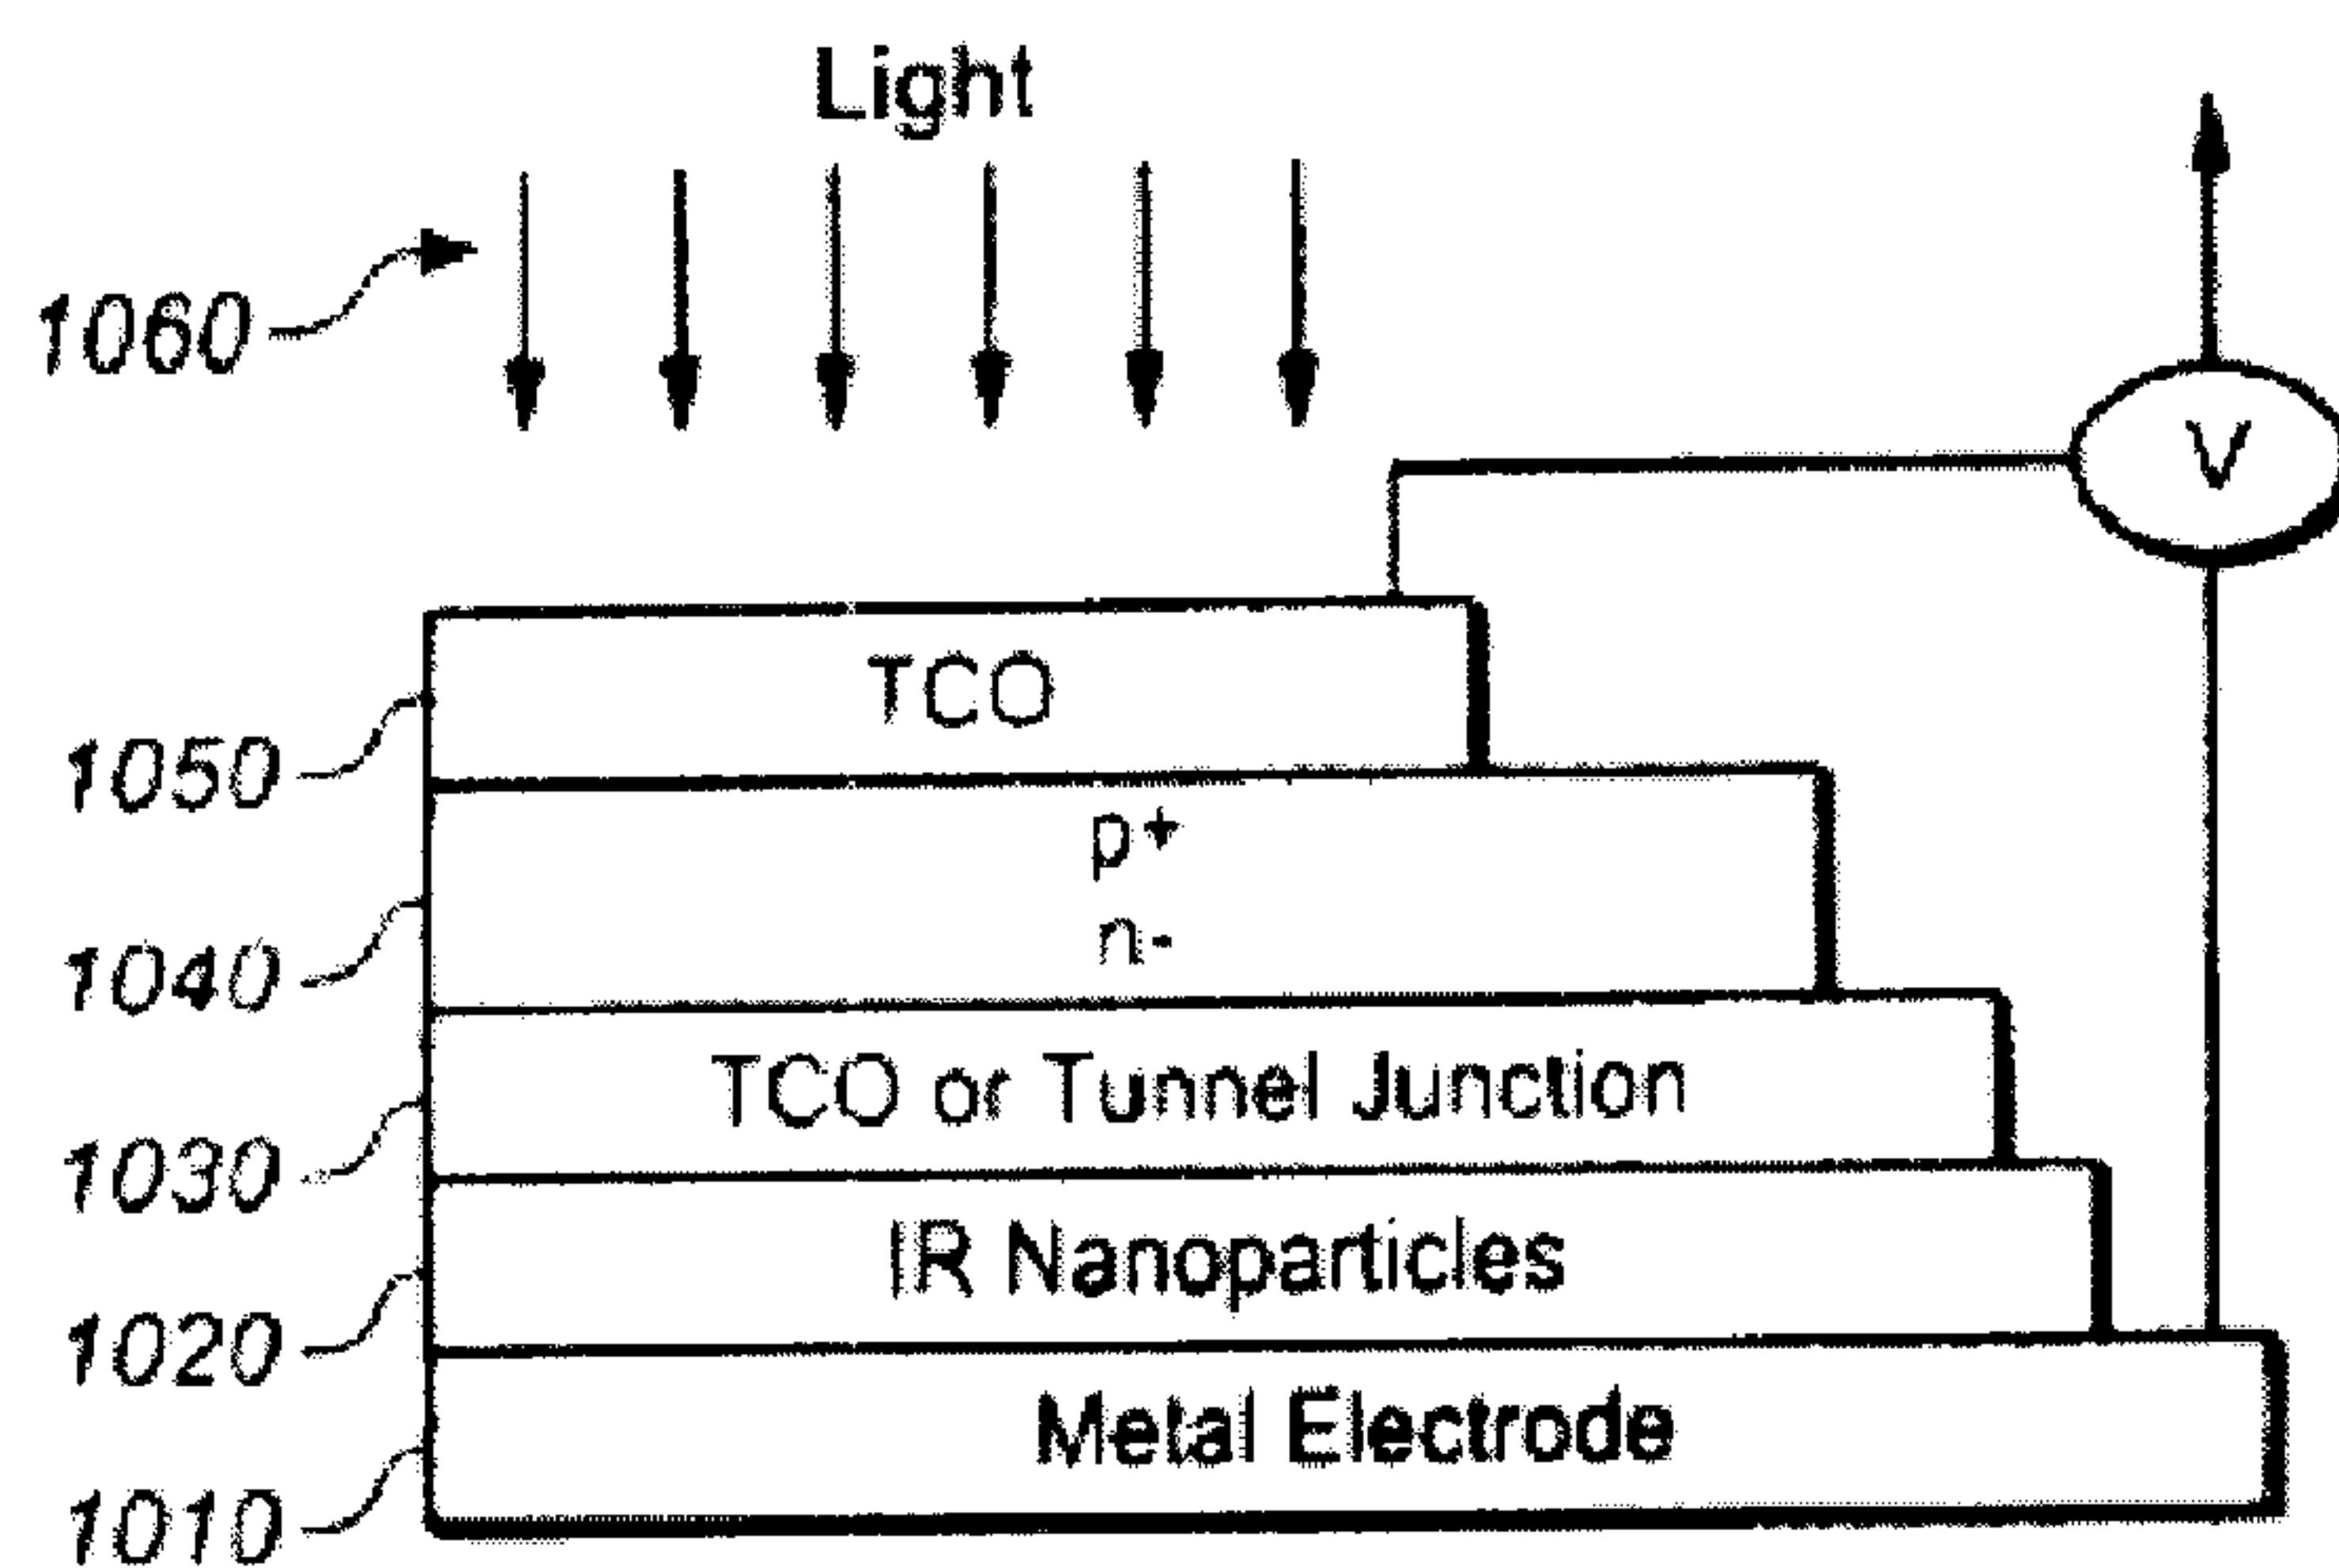 Light
1060
V
TCO
1050
p+
n-
1040
TCO or Tunnel Junction
1030
IR Nanoparticles
1020
Metal Electrode
1010